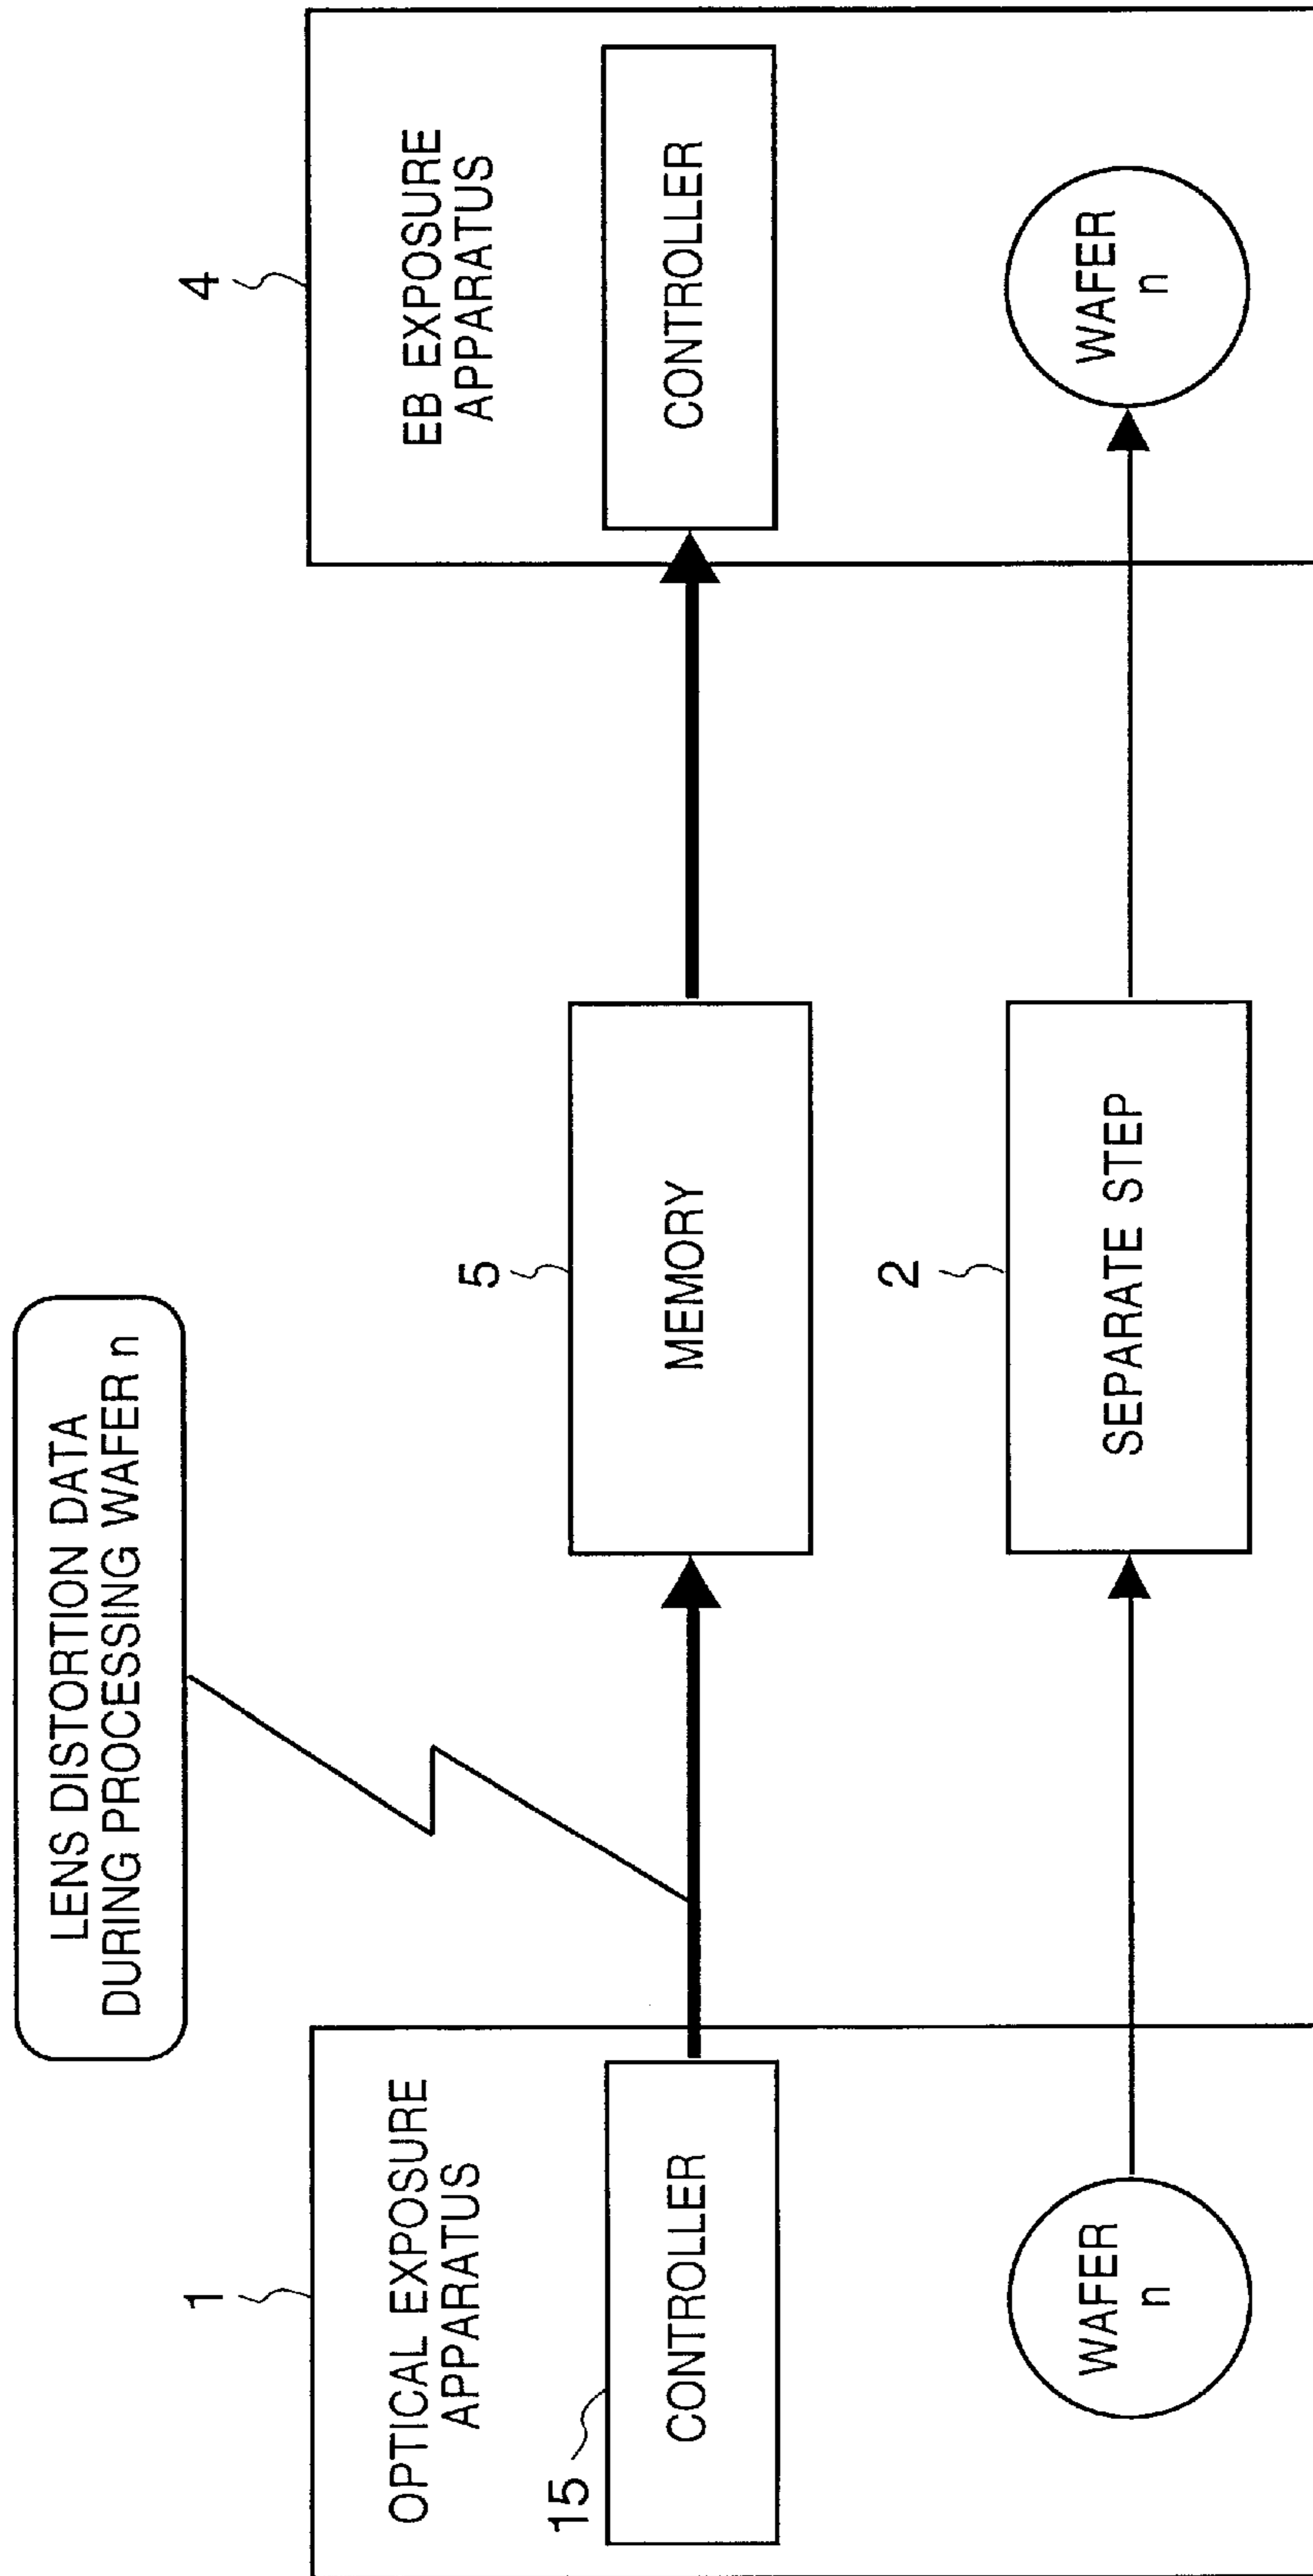 LENS DISTORTION DATA
DURING PROCESSING WAFER n
1
OPTICAL EXPOSURE
APPARATUS
15
CONTROLLER
WAFER
n
5
MEMORY
2
SEPARATE STEP
4
EB EXPOSURE
APPARATUS
CONTROLLER
WAFER
n